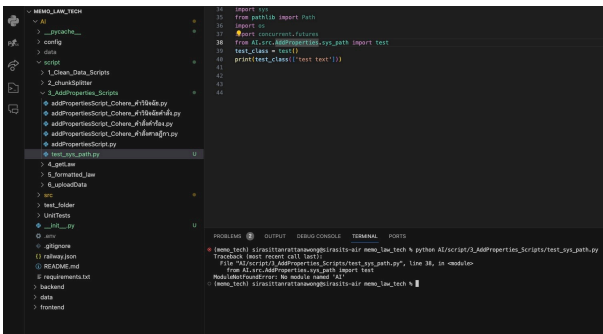 MEMO_LAW_TECH
AI
__pycache__
config
data
script
1_Clean_Data_Scripts
2_chunkSplitter
3_AddProperties_Scripts
addPropertiesScript_Cohere_คำวินิจฉัย.py
addPropertiesScript_Cohere_คำวินิจฉัยคำสั่ง.py
addPropertiesScript_Cohere_คำสั่งคำร้อง.py
addPropertiesScript_Cohere_คำสั่งศาลฎีกา.py
addPropertiesScript.py
test_sys_path.py U
4_getLaw
5_formatted_law
6_uploadData
src
test_folder
UnitTests
__init__.py U
.env
.gitignore
railway.json
README.md
requirements.txt
backend
data
frontend
34 import sys
35 from pathlib import Path
36 import os
37 import concurrent.futures
38 from AI.src.AddProperties.sys_path import test
39 test_class = test()
40 print(test_class(["test text"]))
41
42
43
44
PROBLEMS 2 OUTPUT DEBUG CONSOLE TERMINAL PORTS
(memo_tech) sirasittanrattanawong@sirasits-air memo_law_tech % python AI/script/3_AddProperties_Scripts/test_sys_path.py
Traceback (most recent call last):
File "AI/script/3_AddProperties_Scripts/test_sys_path.py", line 38, in <module>
from AI.src.AddProperties.sys_path import test
ModuleNotFoundError: No module named 'AI'
(memo_tech) sirasittanrattanawong@sirasits-air memo_law_tech %